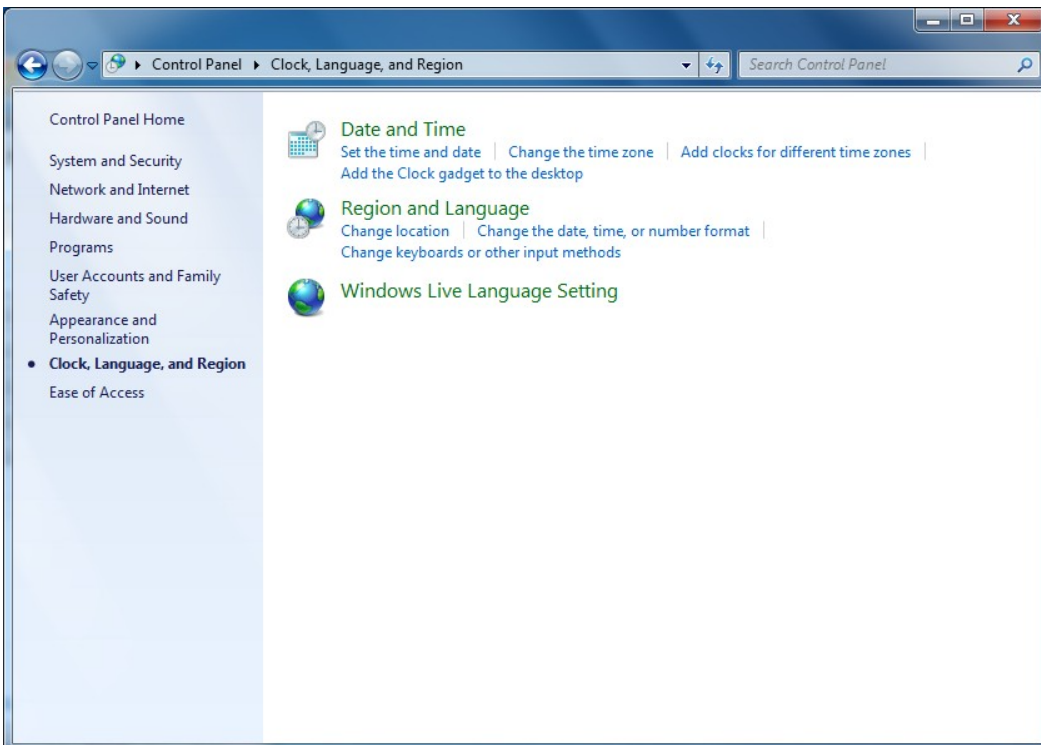 Control Panel ▸ Clock, Language, and Region
Search Control Panel
Control Panel Home
System and Security
Network and Internet
Hardware and Sound
Programs
User Accounts and Family
Safety
Appearance and
Personalization
• Clock, Language, and Region
Ease of Access
Date and Time
Set the time and date | Change the time zone | Add clocks for different time zones |
Add the Clock gadget to the desktop
Region and Language
Change location | Change the date, time, or number format |
Change keyboards or other input methods
Windows Live Language Setting